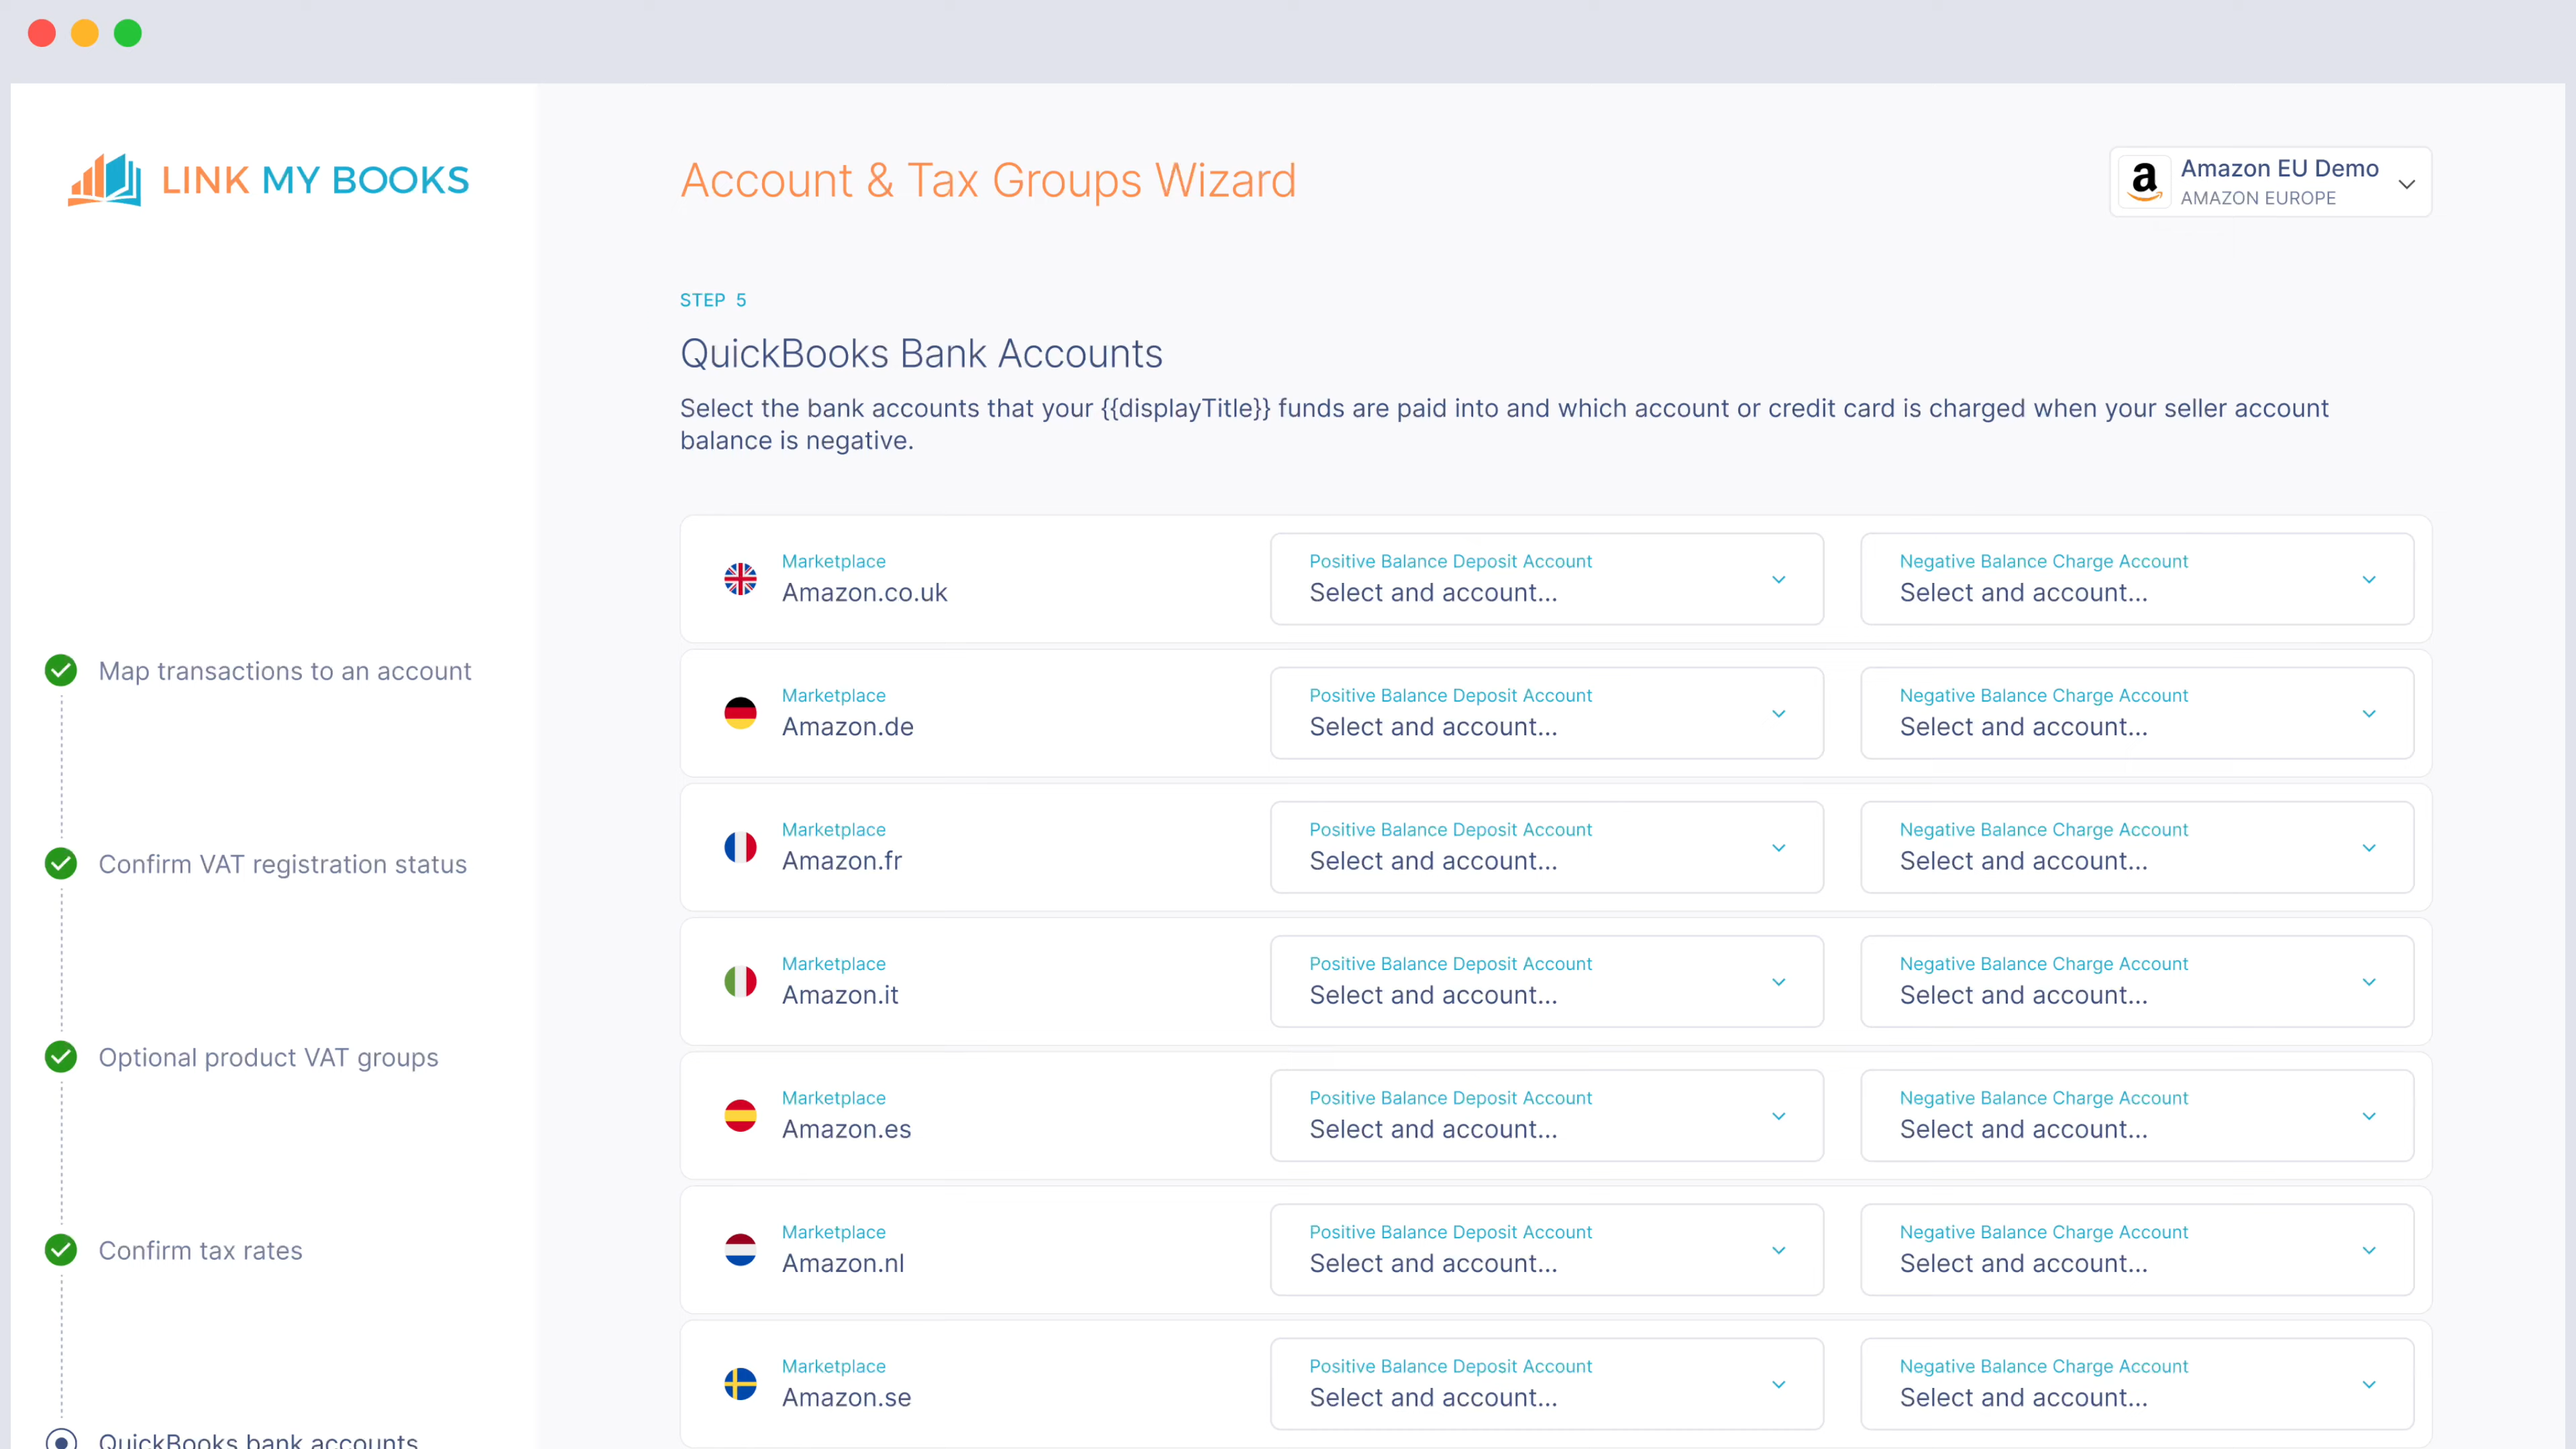 LINK MY BOOKS
Account & Tax Groups Wizard
a
Amazon EU Demo
AMAZON EUROPE
STEP 5
QuickBooks Bank Accounts
Select the bank accounts that your {{displayTitle}} funds are paid into and which account or credit card is charged when your seller account
balance is negative.
Marketplace
Amazon.co.uk
Positive Balance Deposit Account
Select and account...
Negative Balance Charge Account
Select and account...
Marketplace
Amazon.de
Positive Balance Deposit Account
Select and account...
Negative Balance Charge Account
Select and account...
Marketplace
Amazon.fr
Positive Balance Deposit Account
Select and account...
Negative Balance Charge Account
Select and account...
Marketplace
Amazon.it
Positive Balance Deposit Account
Select and account...
Negative Balance Charge Account
Select and account...
Marketplace
Amazon.es
Positive Balance Deposit Account
Select and account...
Negative Balance Charge Account
Select and account...
Marketplace
Amazon.nl
Positive Balance Deposit Account
Select and account...
Negative Balance Charge Account
Select and account...
Marketplace
Amazon.se
Positive Balance Deposit Account
Select and account...
Negative Balance Charge Account
Select and account...
Map transactions to an account
Confirm VAT registration status
Optional product VAT groups
Confirm tax rates
QuickBooks bank accounts